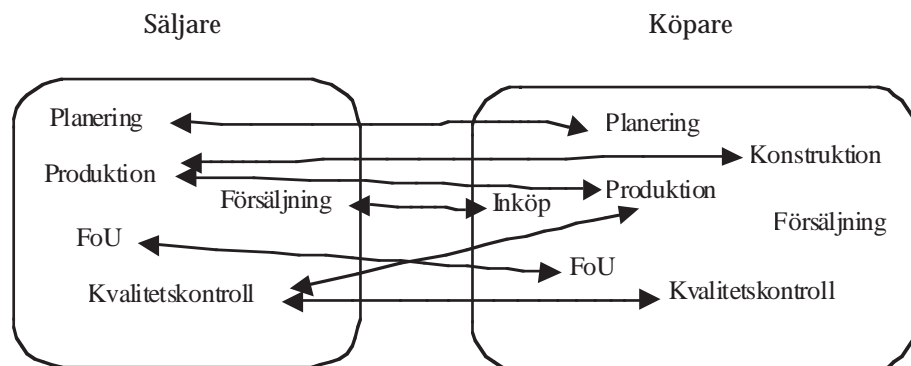 Säljare
Köpare
Planering
Planering
Konstruktion
Produktion
Produktion
Försäljning
Inköp
Försäljning
FoU
FoU
Kvalitetskontroll
Kvalitetskontroll